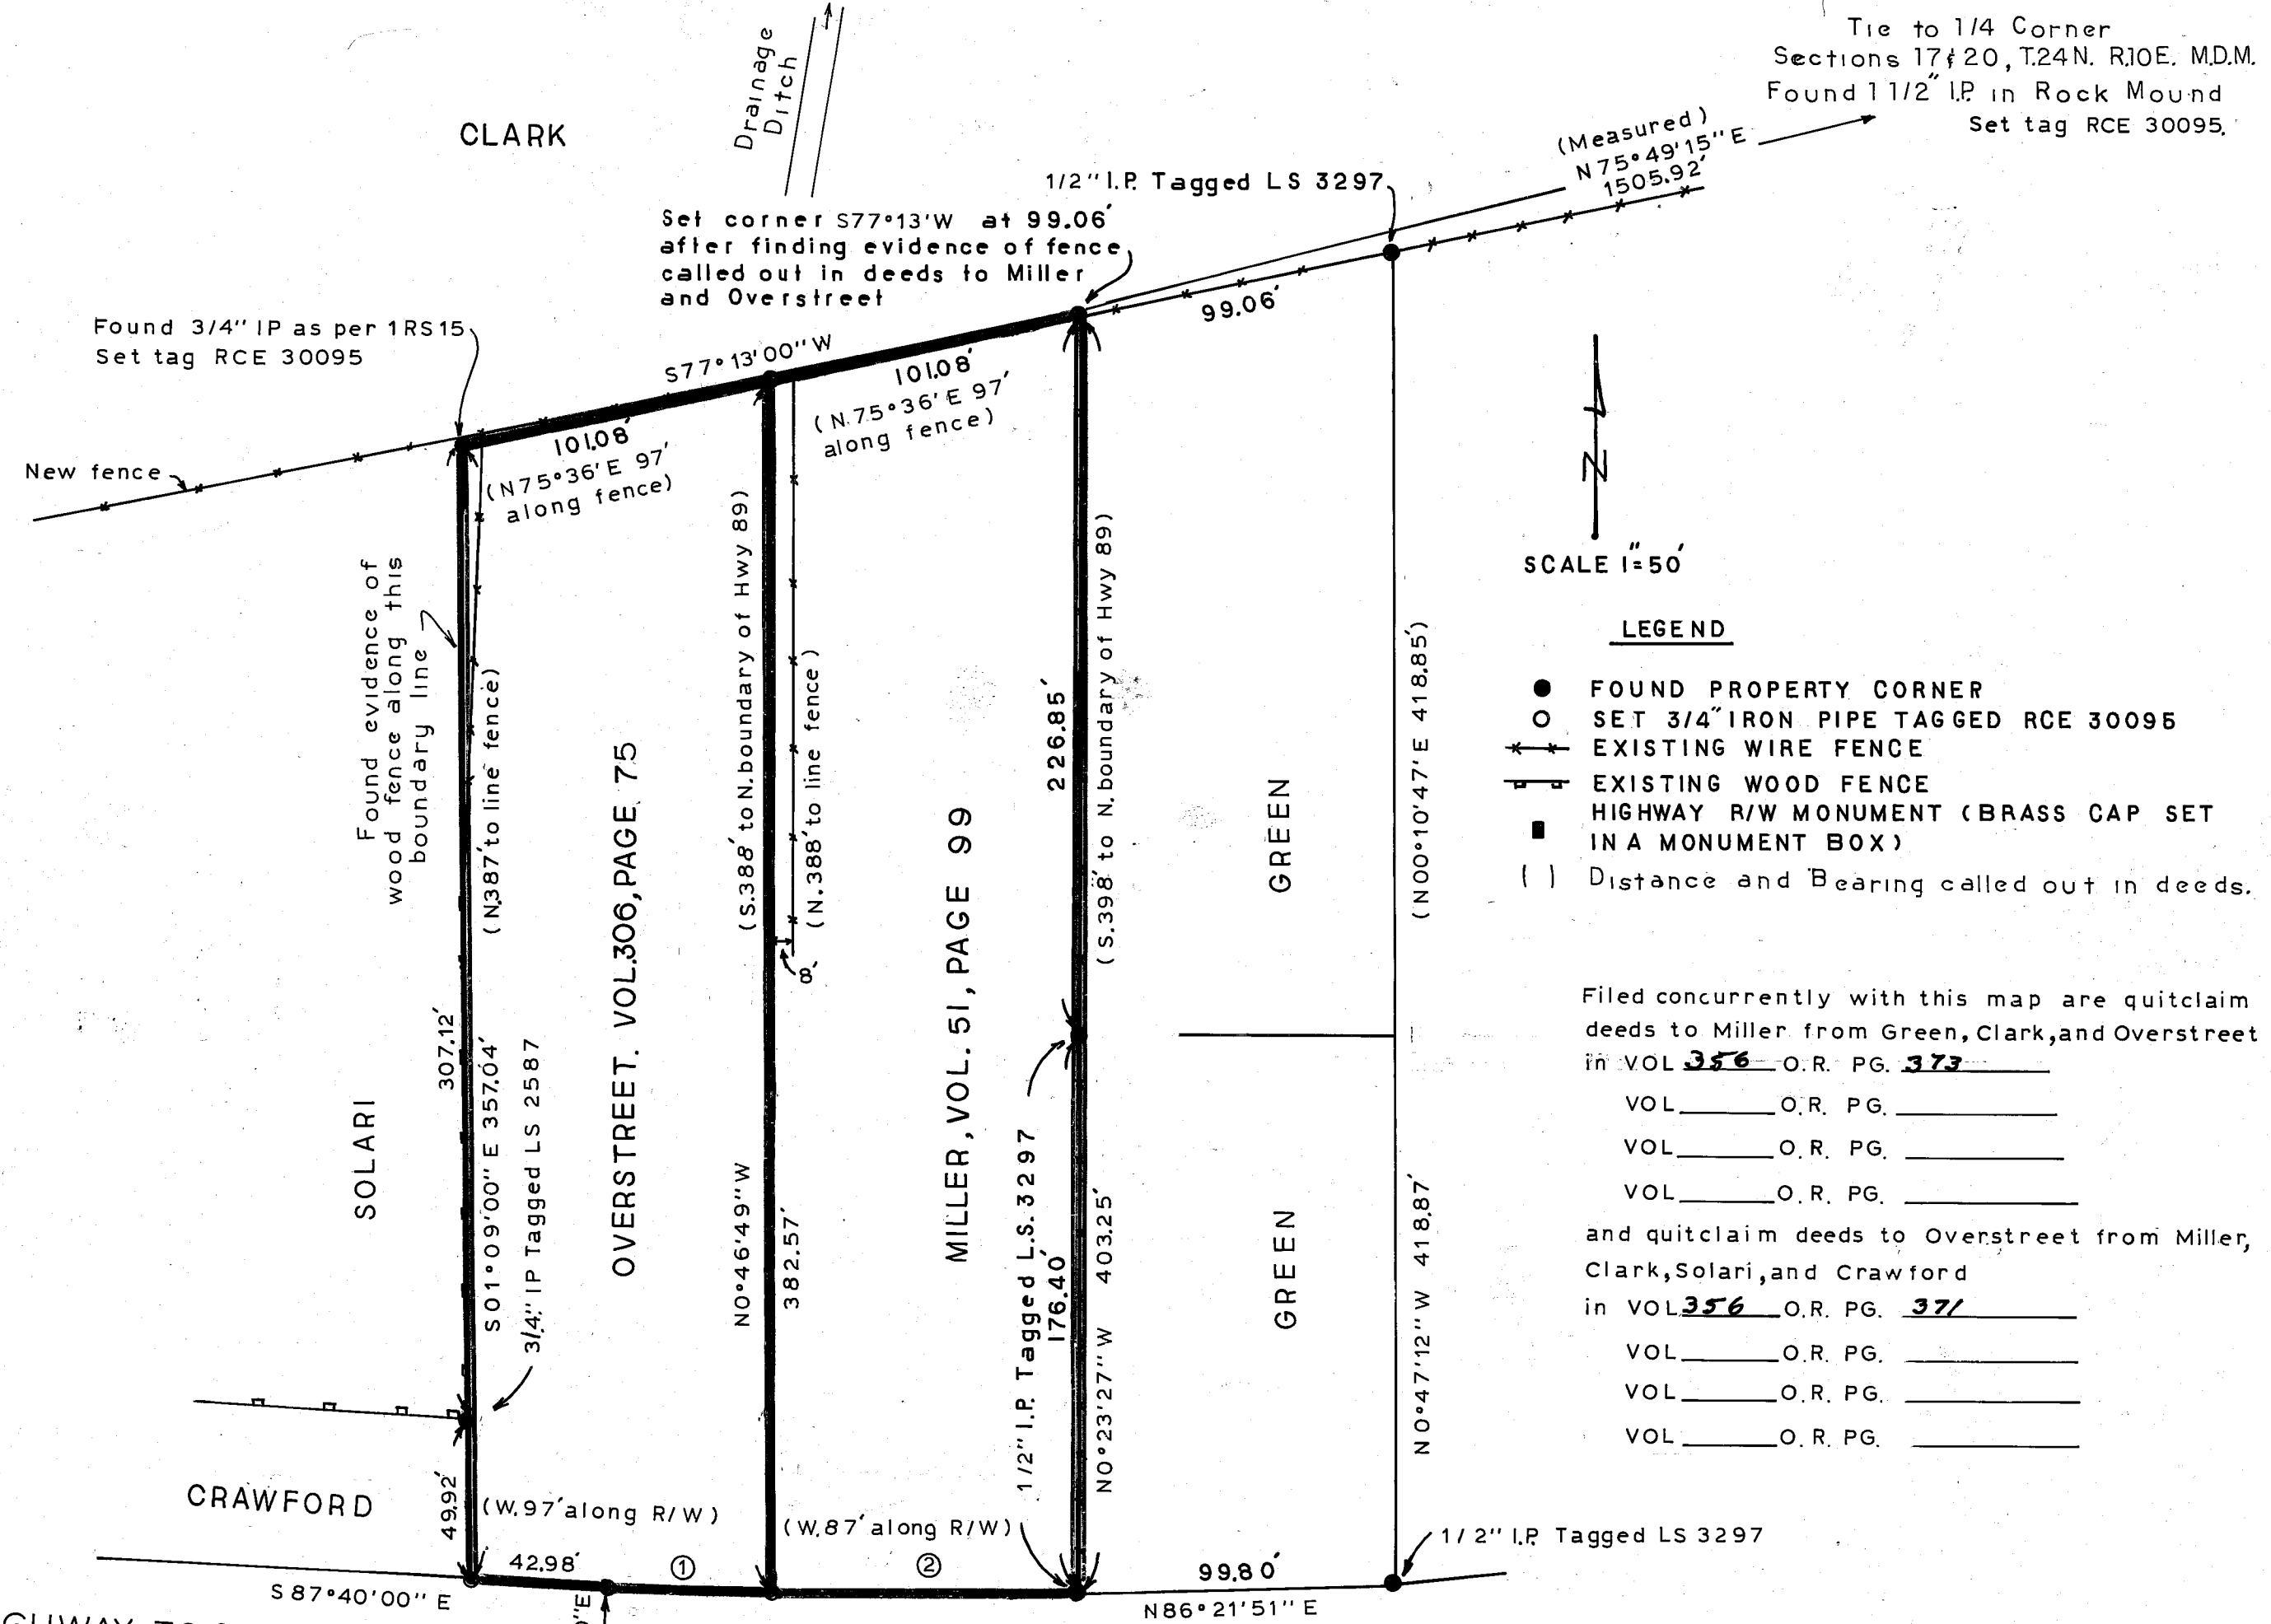 Tie to 1/4 Corner
Sections 17 & 20, T.24N. R.10E. M.D.M.
Found 1 1/2" I.P. in Rock Mound
Set tag RCE 30095.
(Measured)
N 75°49'15" E
1505.92'
Drainage
Ditch
CLARK
1/2" I.P. Tagged LS 3297
Set corner S77°13'W at 99.06'
after finding evidence of fence
called out in deeds to Miller
and Overstreet
99.06'
Found 3/4" IP as per 1RS15
Set tag RCE 30095
S77°13'00" W
101.08'
(N.75°36'E 97'
along fence)
101.08'
(N75°36'E 97'
along fence)
New fence
SCALE 1"=50'
N
LEGEND
FOUND PROPERTY CORNER
SET 3/4" IRON PIPE TAGGED RCE 30095
EXISTING WIRE FENCE
EXISTING WOOD FENCE
HIGHWAY R/W MONUMENT (BRASS CAP SET
IN A MONUMENT BOX)
( ) Distance and Bearing called out in deeds.
Found evidence of
wood fence along this
boundary line
(N.387' to line fence)
307.12'
S01°09'00" E 357.04'
3/4" IP Tagged LS 2587
SOLARI
OVERSTREET. VOL.306, PAGE 75
(S.388' to N.boundary of Hwy 89)
(N.388' to line fence)
8'
N0°46'49"W
382.57'
MILLER, VOL. 51, PAGE 99
226.85'
(S.398' to N.boundary of Hwy 89)
1/2" I.P. Tagged L.S. 3297
176.40'
N0°23'27"W 403.25'
GREEN
GREEN
(N00°10'47'E 418.85')
N0°47'12"W 418.87'
Filed concurrently with this map are quitclaim
deeds to Miller from Green, Clark, and Overstreet
in VOL 356 O.R. PG. 373
VOL O.R. PG.
VOL O.R. PG.
VOL O.R. PG.
and quitclaim deeds to Overstreet from Miller,
Clark, Solari, and Crawford
in VOL 356 O.R. PG. 371
VOL O.R. PG.
VOL O.R. PG.
VOL O.R. PG.
CRAWFORD
49.92'
(W.97' along R/W)
(W.87' along R/W)
1/2" I.P. Tagged LS 3297
42.98'
①
②
99.80'
S 87°40'00" E
N86°21'51" E